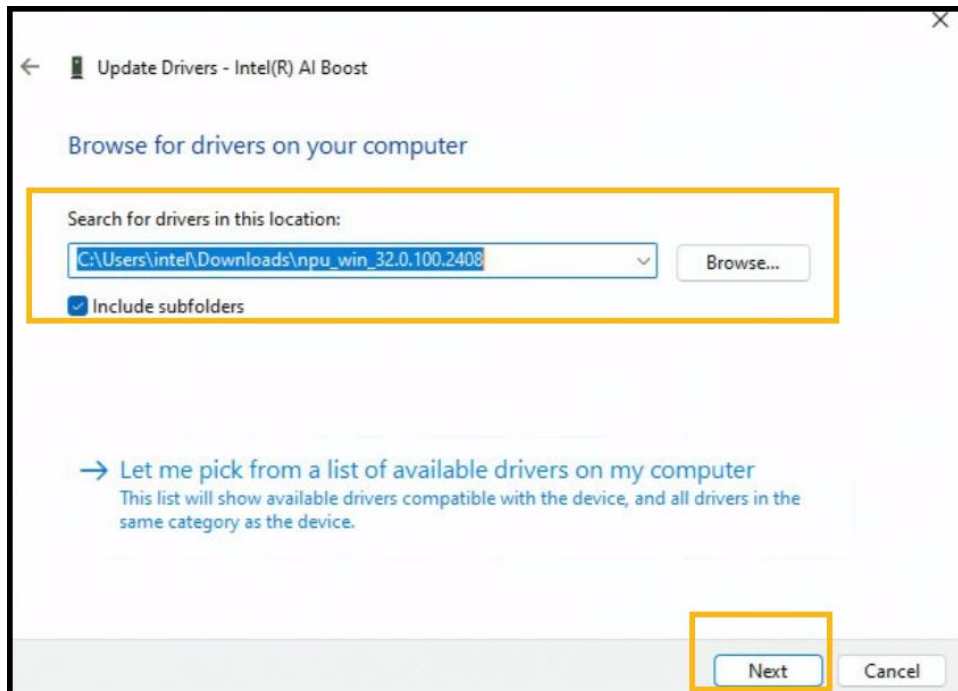 Update Drivers - Intel(R) AI Boost
Browse for drivers on your computer
Search for drivers in this location:
C:\Users\intel\Downloads\npu_win_32.0.100.2408
Browse...
Include subfolders
Let me pick from a list of available drivers on my computer
This list will show available drivers compatible with the device, and all drivers in the
same category as the device.
Next
Cancel